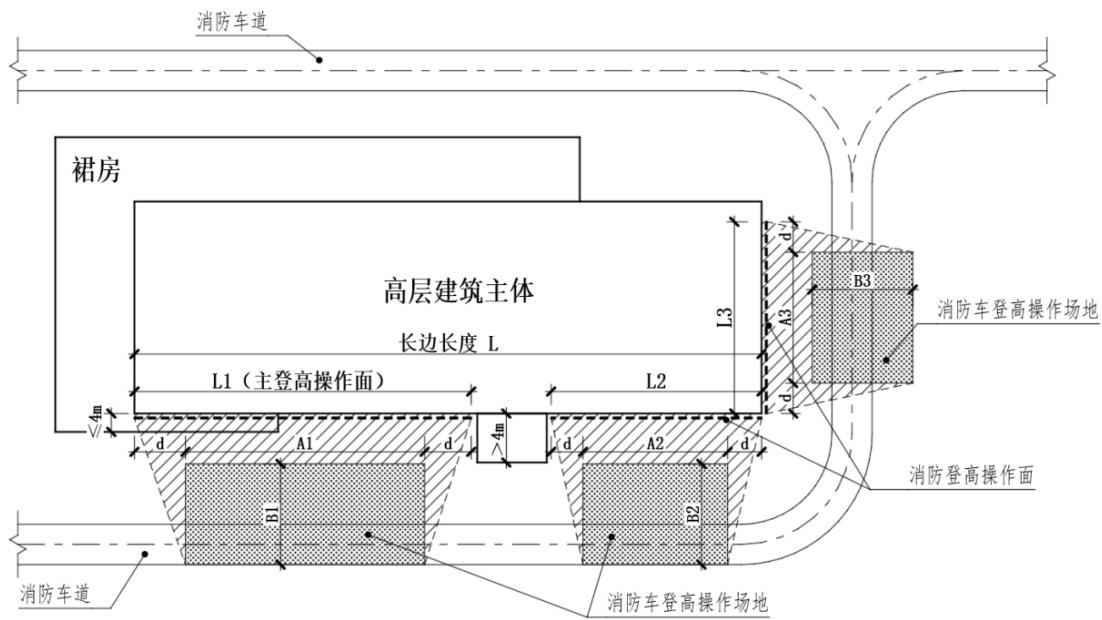 消防车道
裙房
高层建筑主体
长边长度 L
L1（主登高操作面）
L2
L3
d
A3
d
B3
消防车登高操作场地
≤4m
>4m
d
A1
d
d
A2
d
消防登高操作面
B1
B2
消防车道
消防车登高操作场地